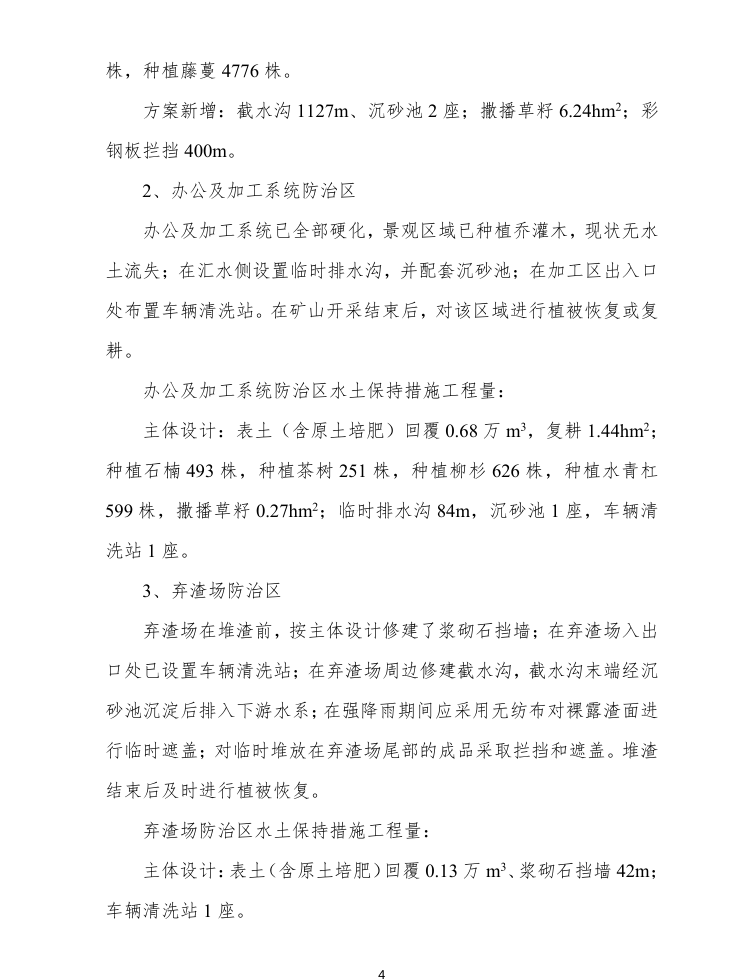 株，种植藤蔓 4776 株。
方案新增：截水沟 1127m、沉砂池 2 座；撒播草籽 6.24hm²；彩
钢板拦挡 400m。
2、办公及加工系统防治区
办公及加工系统已全部硬化，景观区域已种植乔灌木，现状无水
土流失；在汇水侧设置临时排水沟，并配套沉砂池；在加工区出入口
处布置车辆清洗站。在矿山开采结束后，对该区域进行植被恢复或复
耕。
办公及加工系统防治区水土保持措施工程量：
主体设计：表土（含原土培肥）回覆 0.68 万 m³，复耕 1.44hm²；
种植石楠 493 株，种植茶树 251 株，种植柳杉 626 株，种植水青杠
599 株，撒播草籽 0.27hm²；临时排水沟 84m，沉砂池 1 座，车辆清
洗站 1 座。
3、弃渣场防治区
弃渣场在堆渣前，按主体设计修建了浆砌石挡墙；在弃渣场入出
口处已设置车辆清洗站；在弃渣场周边修建截水沟，截水沟末端经沉
砂池沉淀后排入下游水系；在强降雨期间应采用无纺布对裸露渣面进
行临时遮盖；对临时堆放在弃渣场尾部的成品采取拦挡和遮盖。堆渣
结束后及时进行植被恢复。
弃渣场防治区水土保持措施工程量：
主体设计：表土（含原土培肥）回覆 0.13 万 m³、浆砌石挡墙 42m；
车辆清洗站 1 座。
4